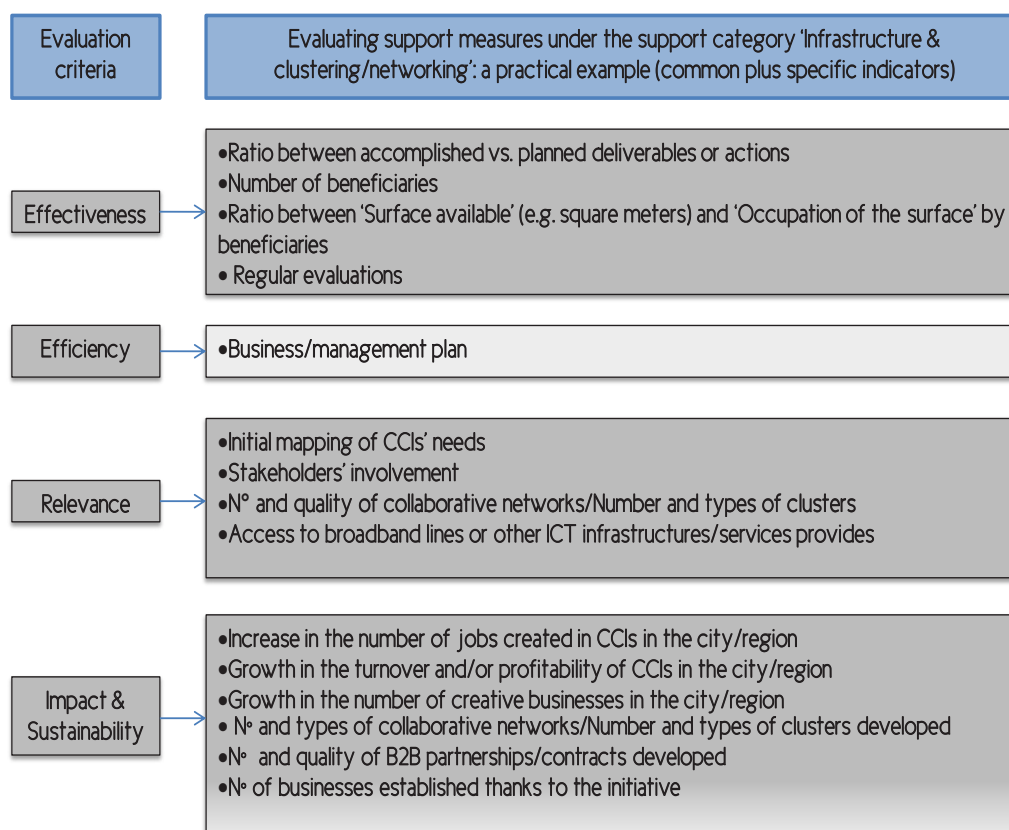 Evaluation
criteria
Evaluating support measures under the support category 'Infrastructure &
clustering/networking': a practical example (common plus specific indicators)
Effectiveness
•Ratio between accomplished vs. planned deliverables or actions
•Number of beneficiaries
•Ratio between 'Surface available' (e.g. square meters) and 'Occupation of the surface' by
beneficiaries
• Regular evaluations
Efficiency
•Business/management plan
Relevance
•Initial mapping of CCIs' needs
•Stakeholders' involvement
•N° and quality of collaborative networks/Number and types of clusters
•Access to broadband lines or other ICT infrastructures/services provides
Impact &
Sustainability
•Increase in the number of jobs created in CCIs in the city/region
•Growth in the turnover and/or profitability of CCIs in the city/region
•Growth in the number of creative businesses in the city/region
• N° and types of collaborative networks/Number and types of clusters developed
•N° and quality of B2B partnerships/contracts developed
•N° of businesses established thanks to the initiative